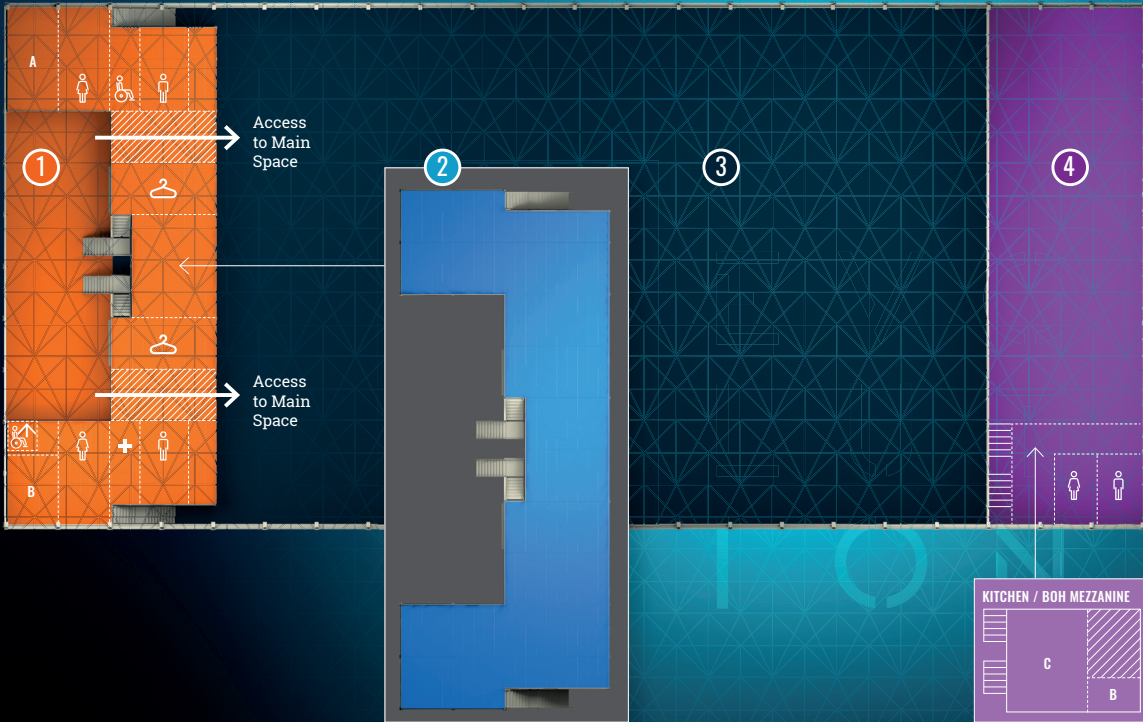 A
1
Access
to Main
Space
2
3
4
Access
to Main
Space
B
I O N
KITCHEN / BOH MEZZANINE
C
B